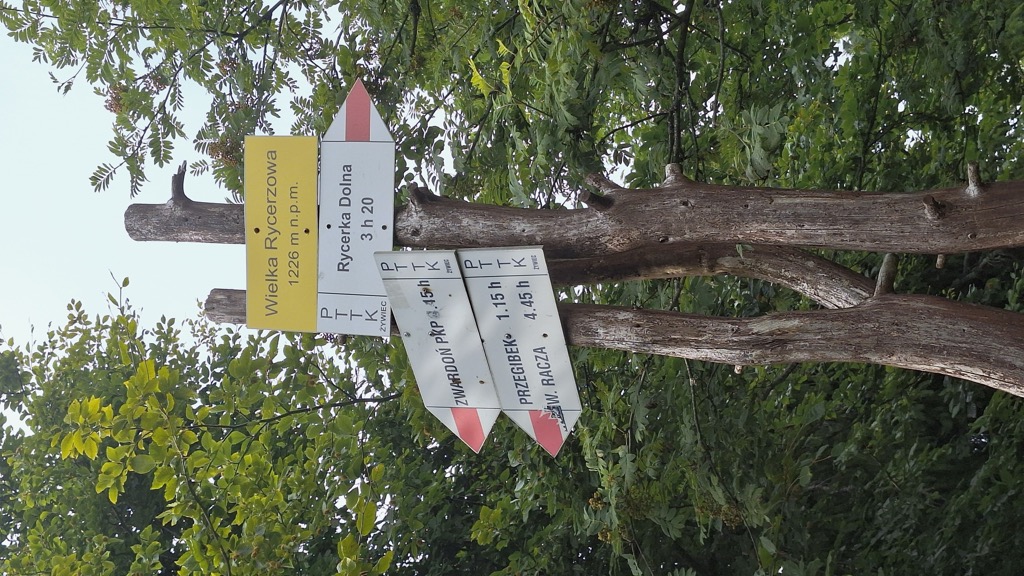 Wielka Rycerzowa
1226 m n.p.m.
PTTK
ŻYWIEC
Rycerka Dolna
3 h 20
ZWARDOŃ PKP .15 h
PTTK
ŻYWIEC
PRZEGIBEK 1.15 h
W. RACZA 4.45 h
PTTK
ŻYWIEC